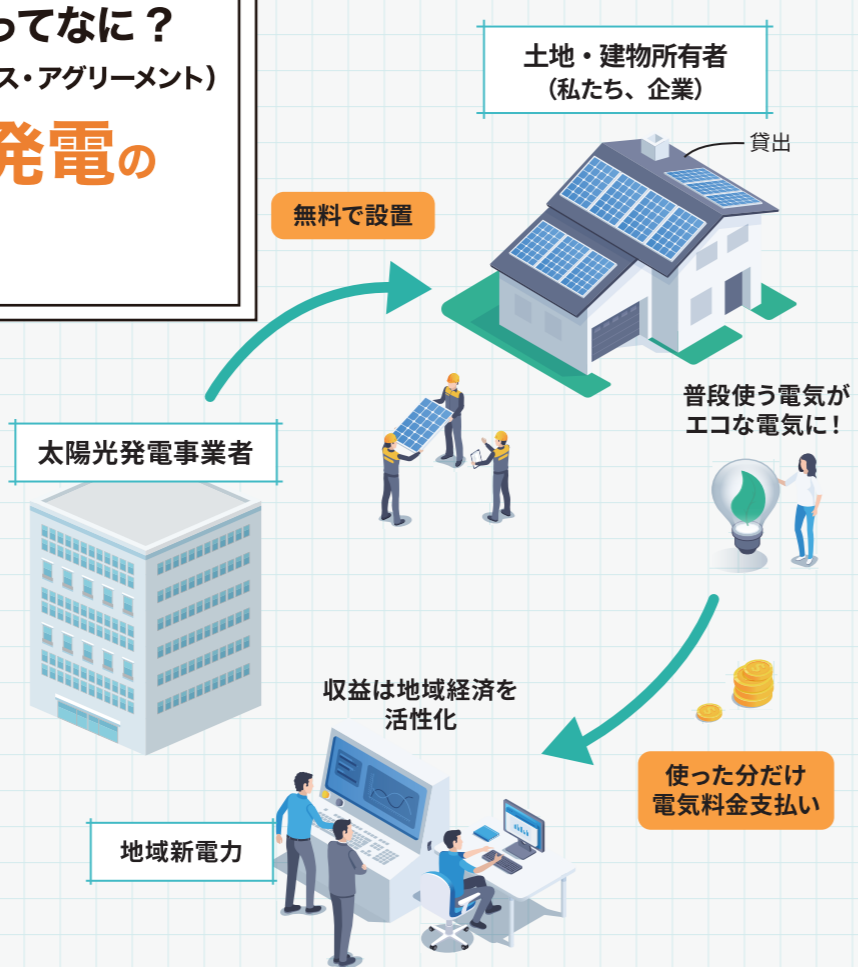 ってなに？
ス・アグリーメント）
発電の
土地・建物所有者
（私たち、企業）
貸出
無料で設置
普段使う電気が
エコな電気に！
太陽光発電事業者
収益は地域経済を
活性化
使った分だけ
電気料金支払い
地域新電力